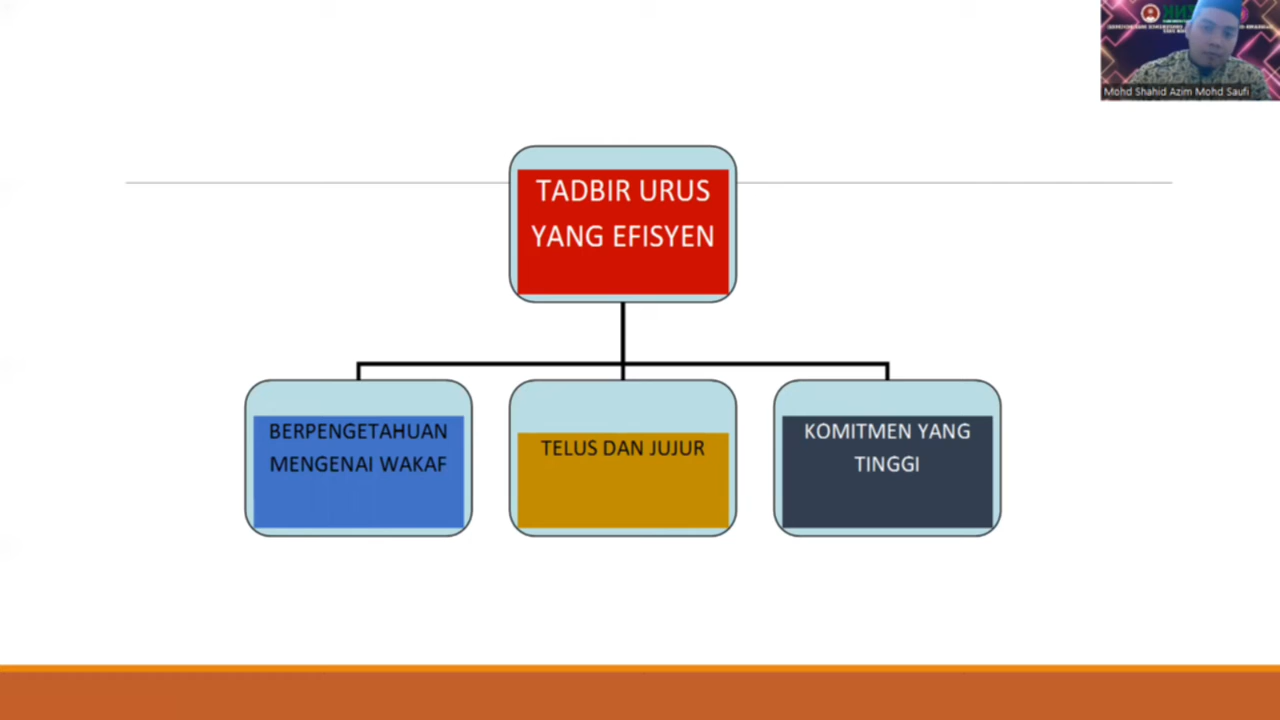 Mohd Shahid Azim Mohd Saufi
TADBIR URUS
YANG EFISYEN
BERPENGETAHUAN
MENGENAI WAKAF
TELUS DAN JUJUR
KOMITMEN YANG
TINGGI